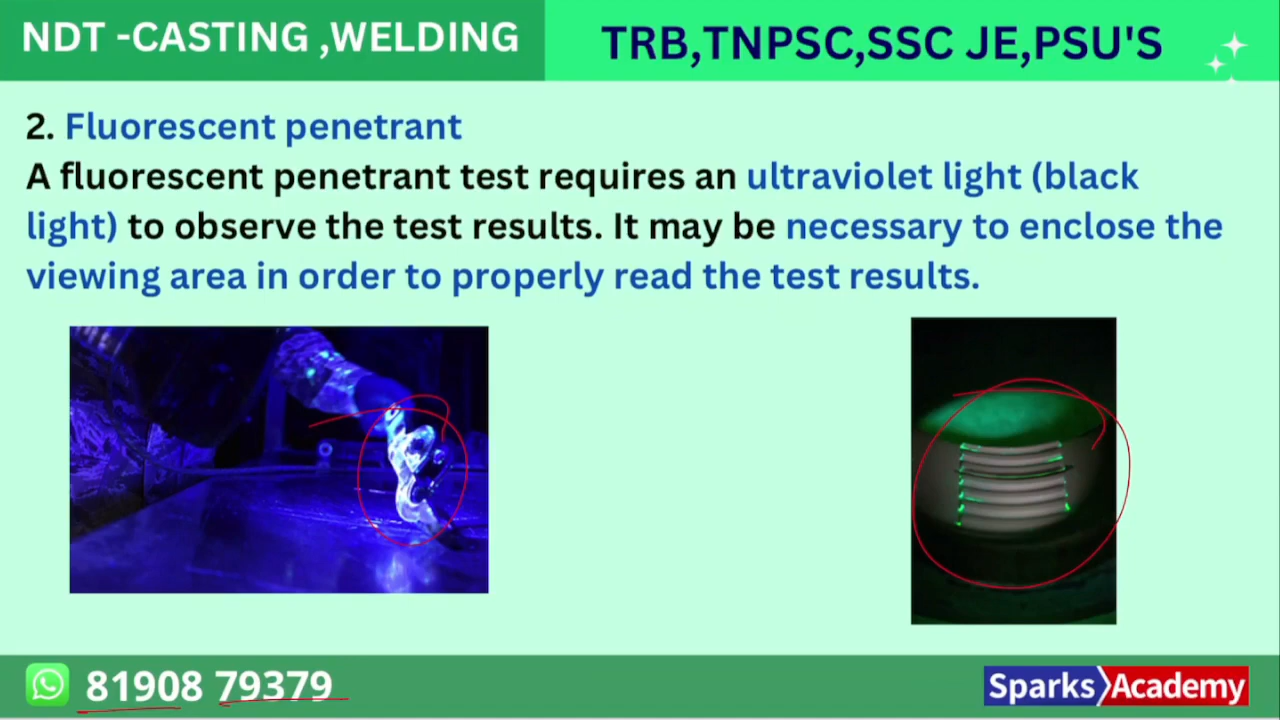 NDT -CASTING ,WELDING
TRB,TNPSC,SSC JE,PSU'S
2. Fluorescent penetrant
A fluorescent penetrant test requires an ultraviolet light (black
light) to observe the test results. It may be necessary to enclose the
viewing area in order to properly read the test results.
81908 79379
Sparks Academy